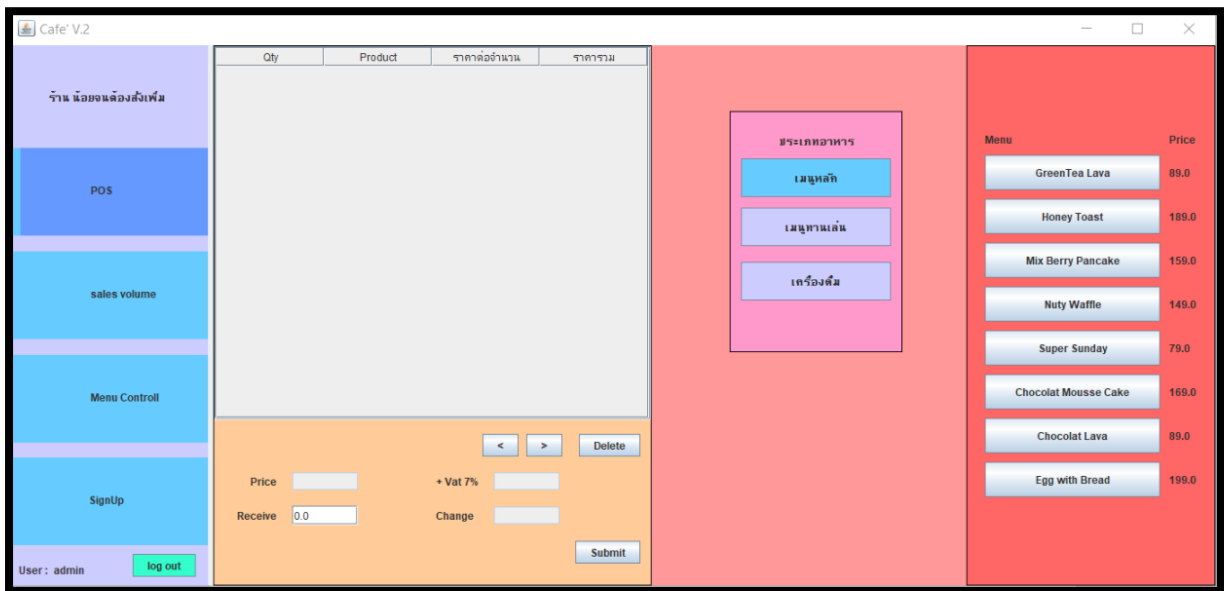 Cafe' V.2
ร้าน น้อยจนต้องสั่งเพิ่ม
POS
sales volume
Menu Controll
SignUp
User : admin
log out
Qty Product ราคาต่อจำนวน ราคารวม
< > Delete
Price + Vat 7%
Receive 0.0 Change
Submit
ประเภทอาหาร
เมนูหลัก
เมนูทานเล่น
เครื่องดื่ม
Menu Price
GreenTea Lava 89.0
Honey Toast 189.0
Mix Berry Pancake 159.0
Nuty Waffle 149.0
Super Sunday 79.0
Chocolat Mousse Cake 169.0
Chocolat Lava 89.0
Egg with Bread 199.0